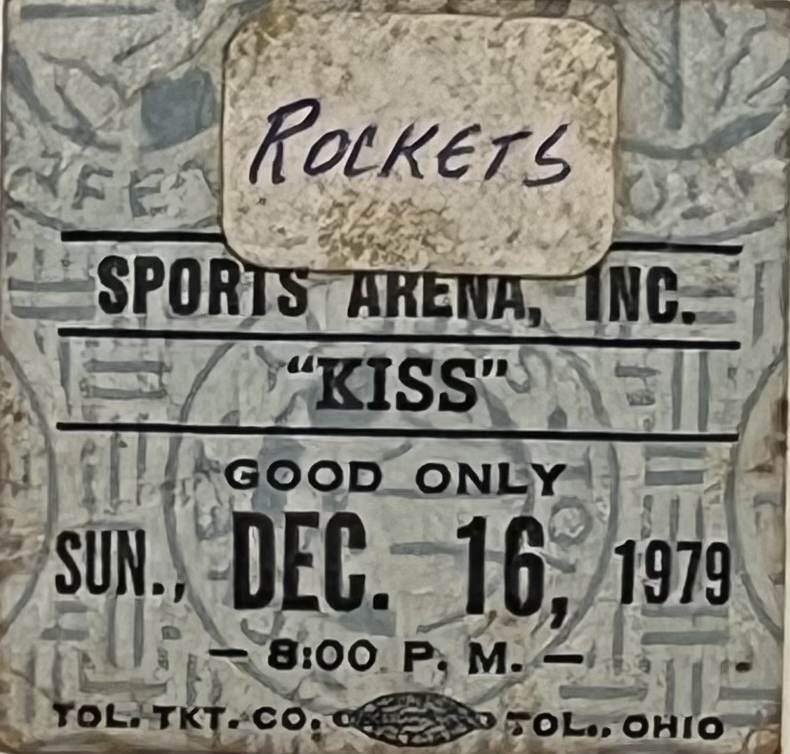 ROCKETS
SPORTS ARENA, INC.
"KISS"
GOOD ONLY
SUN., DEC. 16, 1979
— 8:00 P. M. —
TOL. TKT. CO. TOL., OHIO